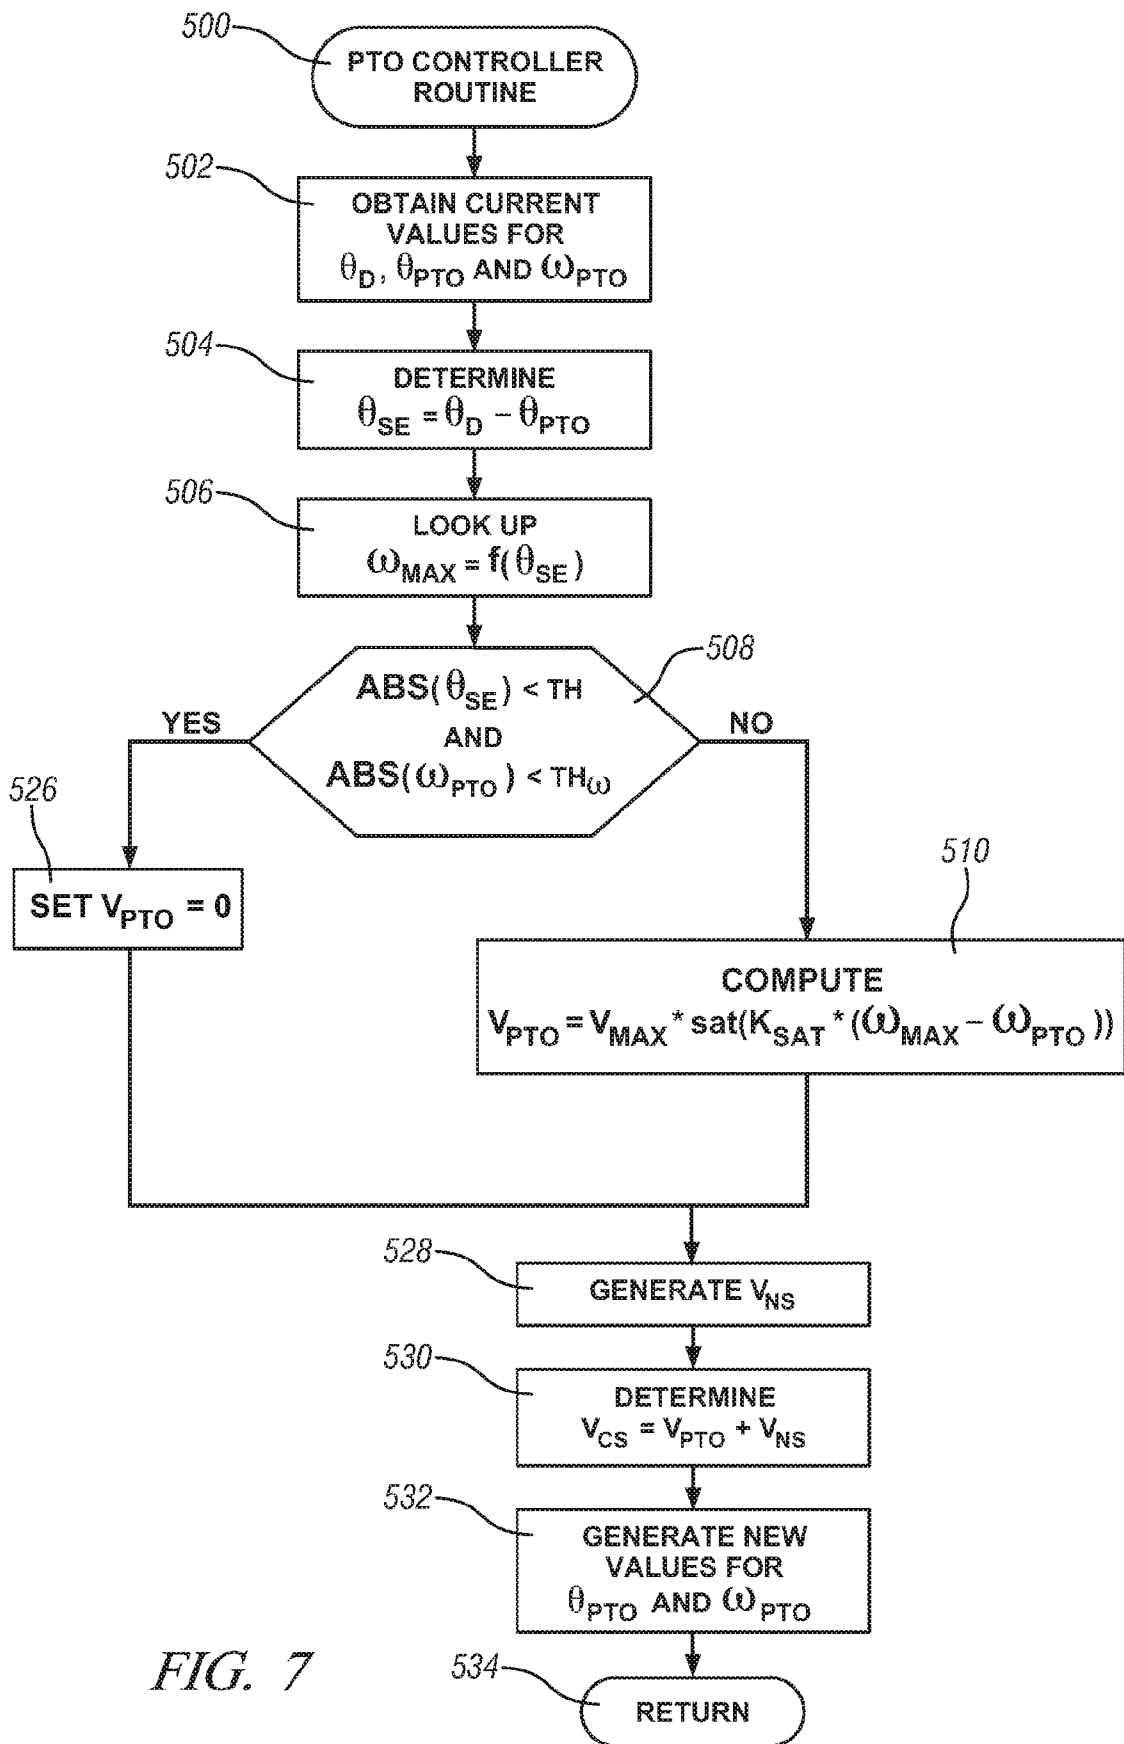 500
PTO CONTROLLER
ROUTINE
502
OBTAIN CURRENT
VALUES FOR
θD, θPTO AND ωPTO
504
DETERMINE
θSE = θD − θPTO
506
LOOK UP
ωMAX = f(θSE)
508
ABS(θSE) < TH
AND
ABS(ωPTO) < THω
YES
NO
526
SET VPTO = 0
510
COMPUTE
VPTO = VMAX * sat(KSAT * (ωMAX − ωPTO))
528
GENERATE VNS
530
DETERMINE
VCS = VPTO + VNS
532
GENERATE NEW
VALUES FOR
θPTO AND ωPTO
534
RETURN
FIG. 7